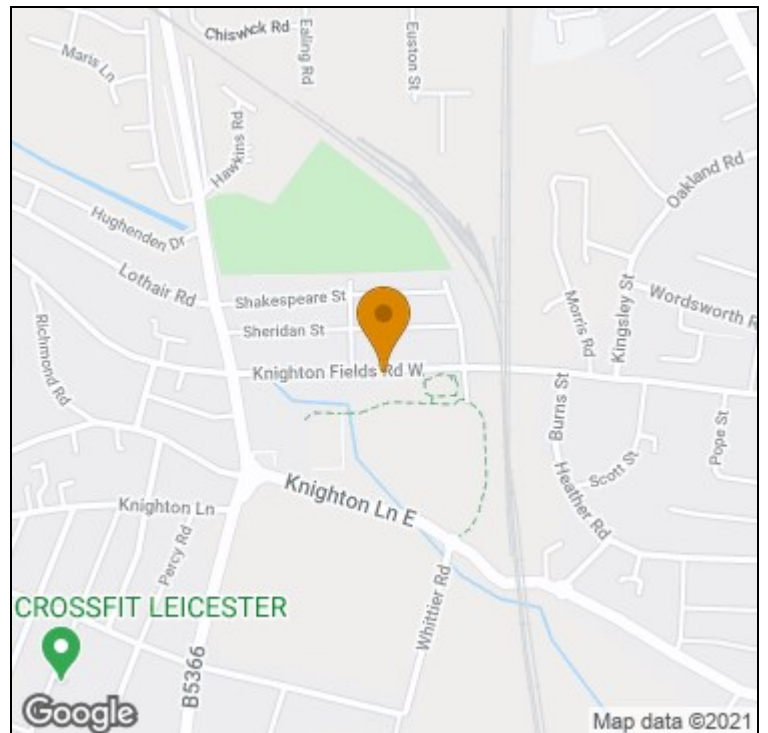 Chiswick Rd
Ealing Rd
Euston St
Maris Ln
Hawkins Rd
Oakland Rd
Hughenden Dr
Lothair Rd
Shakespeare St
Sheridan St
Morris Rd
Kingsley St
Wordsworth R
Richmond Rd
Knighton Fields Rd W
Burns St
Pope St
Scott St
Heather Rd
Knighton Ln E
Knighton Ln
Percy Rd
Whittier Rd
CROSSFIT LEICESTER
B5366
Google
Map data ©2021